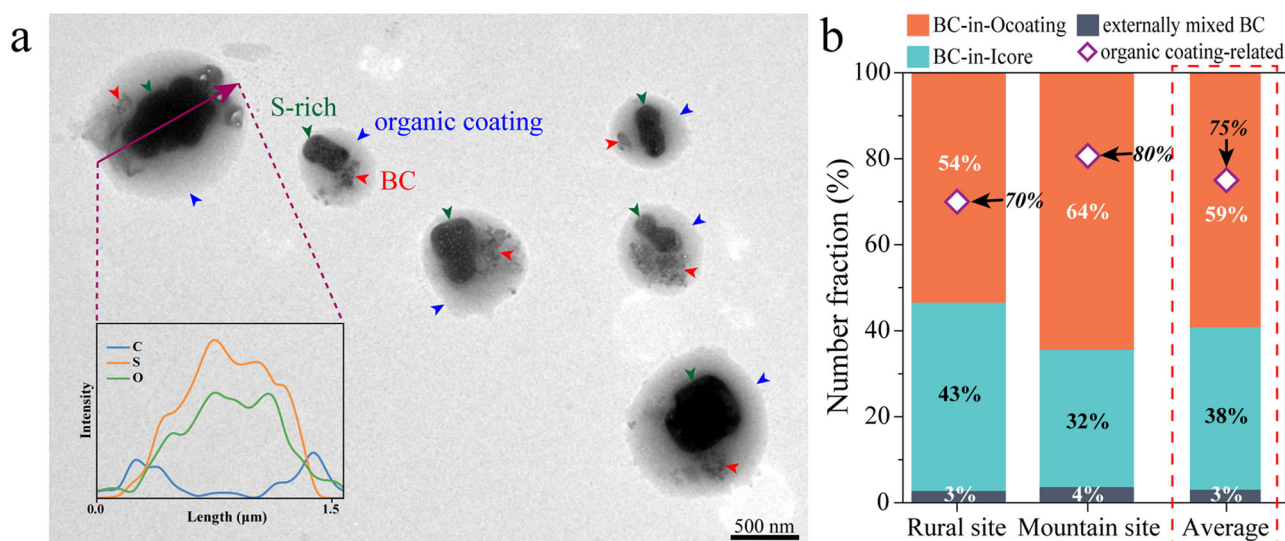 a
S-rich
organic coating
BC
C
S
O
Intensity
0.0
1.5
Length (μm)
500 nm
b
BC-in-Ocoating
externally mixed BC
BC-in-Icore
organic coating-related
Number fraction (%)
100
80
60
40
20
0
54%
70%
43%
3%
80%
64%
32%
4%
75%
59%
38%
3%
Rural site
Mountain site
Average